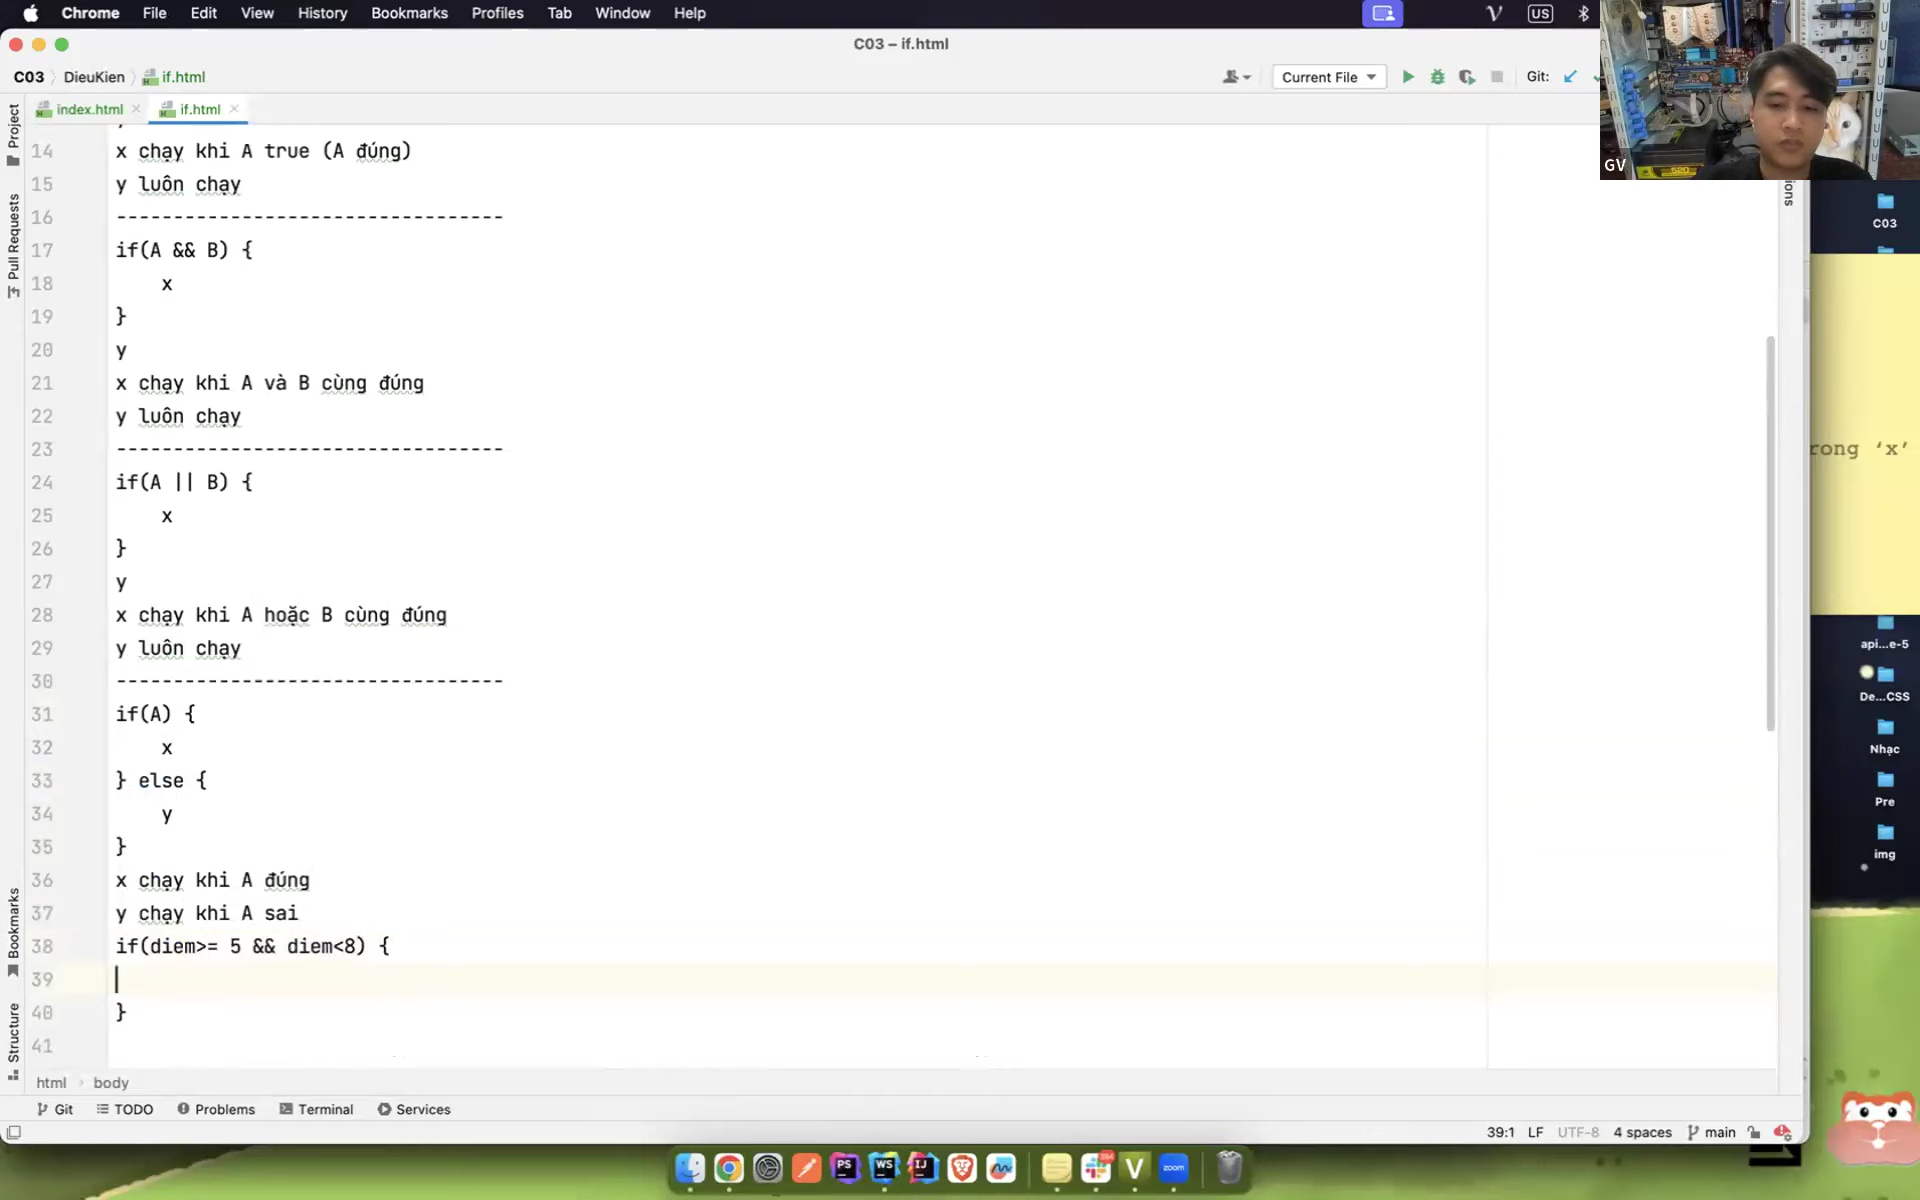 Chrome File Edit View History Bookmarks Profiles Tab Window Help US
C03 – if.html
C03 DieuKien if.html Current File Git:
index.html if.html
GV
Project
Pull Requests
Bookmarks
Structure
14 x chạy khi A true (A đúng)
15 y luôn chạy
16 ----------------------------------
17 if(A && B) {
18 x
19 }
20 y
21 x chạy khi A và B cùng đúng
22 y luôn chạy
23 ----------------------------------
24 if(A || B) {
25 x
26 }
27 y
28 x chạy khi A hoặc B cùng đúng
29 y luôn chạy
30 ----------------------------------
31 if(A) {
32 x
33 } else {
34 y
35 }
36 x chạy khi A đúng
37 y chạy khi A sai
38 if(diem>= 5 && diem<8) {
39
40 }
41
C03
rong ‘x’
api...e-5
De...CSS
Nhạc
Pre
img
html body
Git TODO Problems Terminal Services
39:1 LF UTF-8 4 spaces main
PS WS IJ V zoom